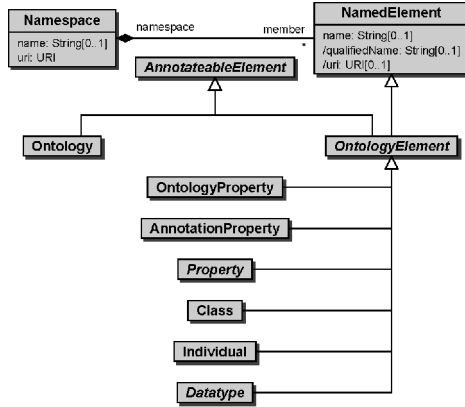 Namespace
name: String[0..1]
uri: URI
namespace
member
*
NamedElement
name: String[0..1]
/qualifiedName: String[0..1]
/uri: URI[0..1]
AnnotateableElement
Ontology
OntologyElement
OntologyProperty
AnnotationProperty
Property
Class
Individual
Datatype